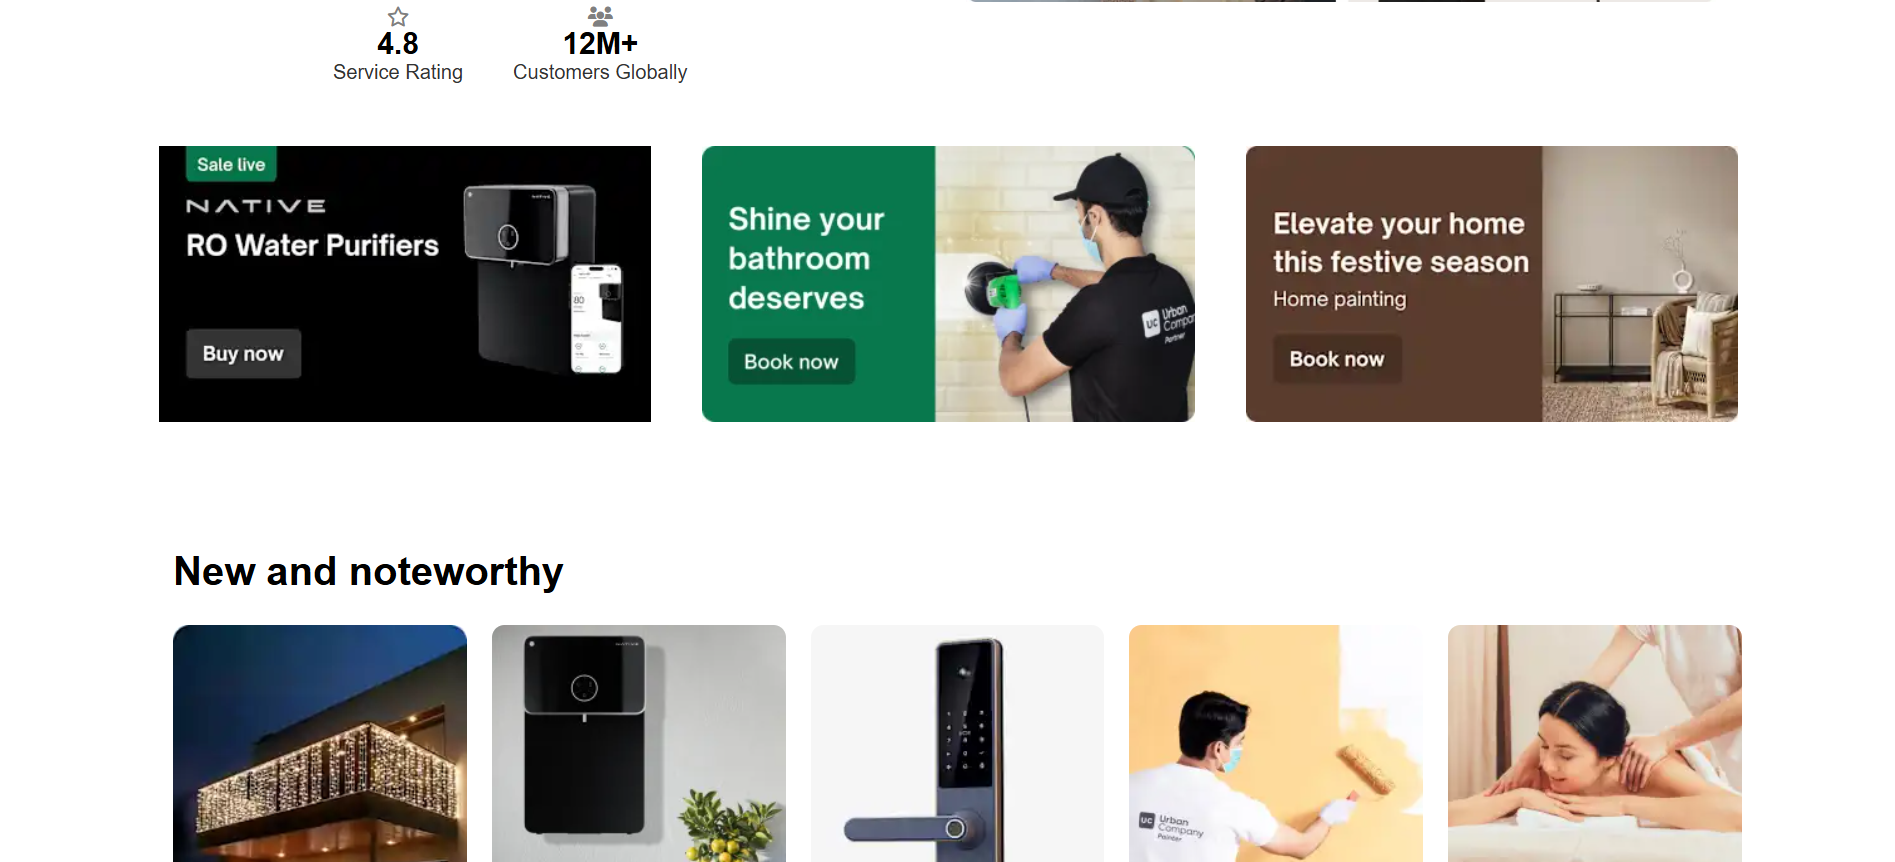 4.8
Service Rating
12M+
Customers Globally
Sale live
NATIVE
RO Water Purifiers
Buy now
80
Shine your
bathroom
deserves
Book now
UC Urban
Company
Partner
Elevate your home
this festive season
Home painting
Book now
New and noteworthy
UC Urban
Company
Painter